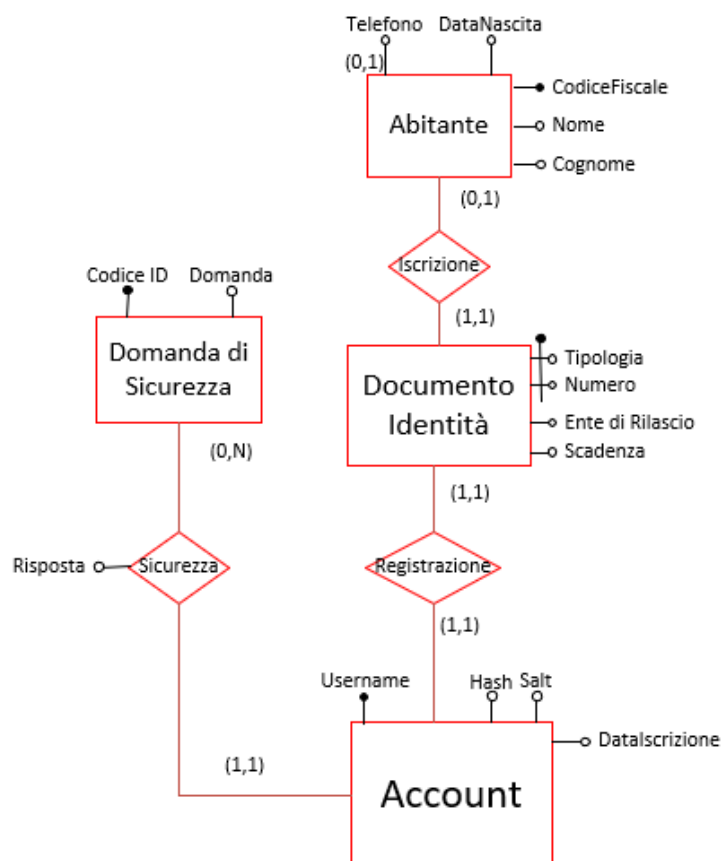 Telefono DataNascita
(0,1)
CodiceFiscale
Abitante
Nome
Cognome
(0,1)
Iscrizione
Codice ID Domanda
(1,1)
Domanda di
Sicurezza
Tipologia
Documento
Identità
Numero
Ente di Rilascio
Scadenza
(0,N)
(1,1)
Risposta
Sicurezza
Registrazione
(1,1)
Username
Hash
Salt
DataIscrizione
(1,1)
Account